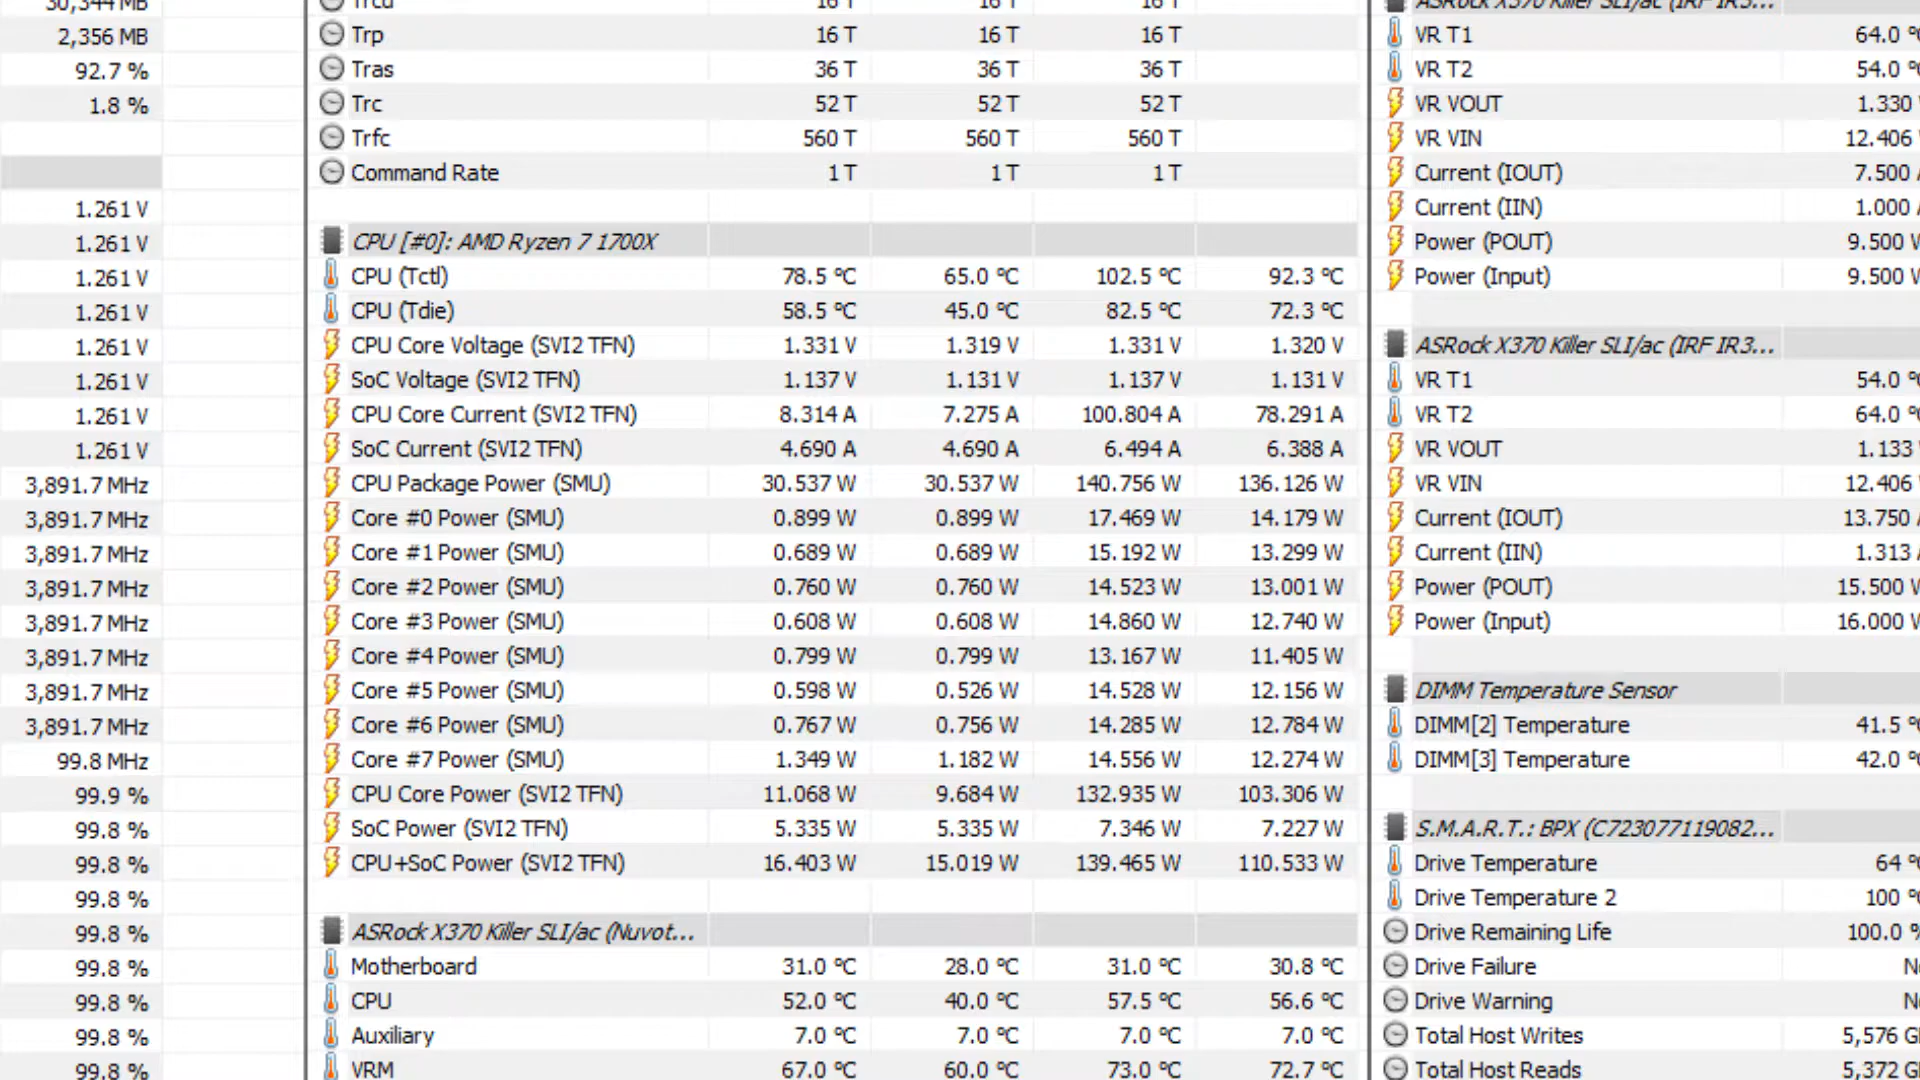 30,344 MB
2,356 MB
92.7 %
1.8 %
1.261 V
1.261 V
1.261 V
1.261 V
1.261 V
1.261 V
1.261 V
1.261 V
3,891.7 MHz
3,891.7 MHz
3,891.7 MHz
3,891.7 MHz
3,891.7 MHz
3,891.7 MHz
3,891.7 MHz
3,891.7 MHz
99.8 MHz
99.9 %
99.8 %
99.8 %
99.8 %
99.8 %
99.8 %
99.8 %
99.8 %
99.8 %
Trcd 16 T 16 T 16 T
Trp 16 T 16 T 16 T
Tras 36 T 36 T 36 T
Trc 52 T 52 T 52 T
Trfc 560 T 560 T 560 T
Command Rate 1 T 1 T 1 T
CPU [#0]: AMD Ryzen 7 1700X
CPU (Tctl) 78.5 °C 65.0 °C 102.5 °C 92.3 °C
CPU (Tdie) 58.5 °C 45.0 °C 82.5 °C 72.3 °C
CPU Core Voltage (SVI2 TFN) 1.331 V 1.319 V 1.331 V 1.320 V
SoC Voltage (SVI2 TFN) 1.137 V 1.131 V 1.137 V 1.131 V
CPU Core Current (SVI2 TFN) 8.314 A 7.275 A 100.804 A 78.291 A
SoC Current (SVI2 TFN) 4.690 A 4.690 A 6.494 A 6.388 A
CPU Package Power (SMU) 30.537 W 30.537 W 140.756 W 136.126 W
Core #0 Power (SMU) 0.899 W 0.899 W 17.469 W 14.179 W
Core #1 Power (SMU) 0.689 W 0.689 W 15.192 W 13.299 W
Core #2 Power (SMU) 0.760 W 0.760 W 14.523 W 13.001 W
Core #3 Power (SMU) 0.608 W 0.608 W 14.860 W 12.740 W
Core #4 Power (SMU) 0.799 W 0.799 W 13.167 W 11.405 W
Core #5 Power (SMU) 0.598 W 0.526 W 14.528 W 12.156 W
Core #6 Power (SMU) 0.767 W 0.756 W 14.285 W 12.784 W
Core #7 Power (SMU) 1.349 W 1.182 W 14.556 W 12.274 W
CPU Core Power (SVI2 TFN) 11.068 W 9.684 W 132.935 W 103.306 W
SoC Power (SVI2 TFN) 5.335 W 5.335 W 7.346 W 7.227 W
CPU+SoC Power (SVI2 TFN) 16.403 W 15.019 W 139.465 W 110.533 W
ASRock X370 Killer SLI/ac (Nuvot...
Motherboard 31.0 °C 28.0 °C 31.0 °C 30.8 °C
CPU 52.0 °C 40.0 °C 57.5 °C 56.6 °C
Auxiliary 7.0 °C 7.0 °C 7.0 °C 7.0 °C
VRM 67.0 °C 60.0 °C 73.0 °C 72.7 °C
ASRock X370 Killer SLI/ac (IRF IR3...
VR T1 64.0 °C
VR T2 54.0 °C
VR VOUT 1.330
VR VIN 12.406
Current (IOUT) 7.500 A
Current (IIN) 1.000 A
Power (POUT) 9.500 W
Power (Input) 9.500 W
ASRock X370 Killer SLI/ac (IRF IR3...
VR T1 54.0 °C
VR T2 64.0 °C
VR VOUT 1.133
VR VIN 12.406
Current (IOUT) 13.750 A
Current (IIN) 1.313 A
Power (POUT) 15.500 W
Power (Input) 16.000 W
DIMM Temperature Sensor
DIMM[2] Temperature 41.5 °C
DIMM[3] Temperature 42.0 °C
S.M.A.R.T.: BPX (C723077119082...
Drive Temperature 64 °C
Drive Temperature 2 100 °C
Drive Remaining Life 100.0 %
Drive Failure
Drive Warning
Total Host Writes 5,576
Total Host Reads 5,372